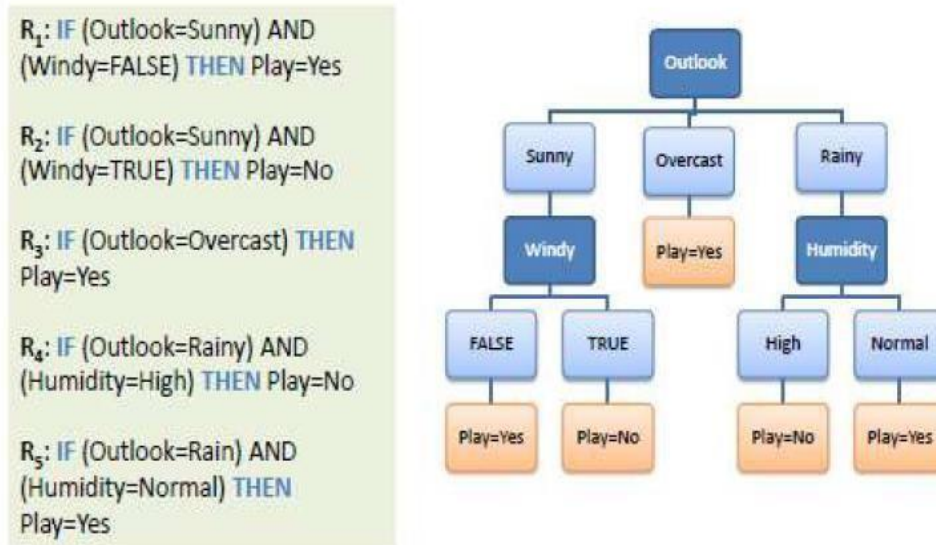 R1: IF (Outlook=Sunny) AND
(Windy=FALSE) THEN Play=Yes
R2: IF (Outlook=Sunny) AND
(Windy=TRUE) THEN Play=No
R3: IF (Outlook=Overcast) THEN
Play=Yes
R4: IF (Outlook=Rainy) AND
(Humidity=High) THEN Play=No
R5: IF (Outlook=Rain) AND
(Humidity=Normal) THEN
Play=Yes
Outlook
Sunny Overcast Rainy
Windy Play=Yes Humidity
FALSE TRUE High Normal
Play=Yes Play=No Play=No Play=Yes